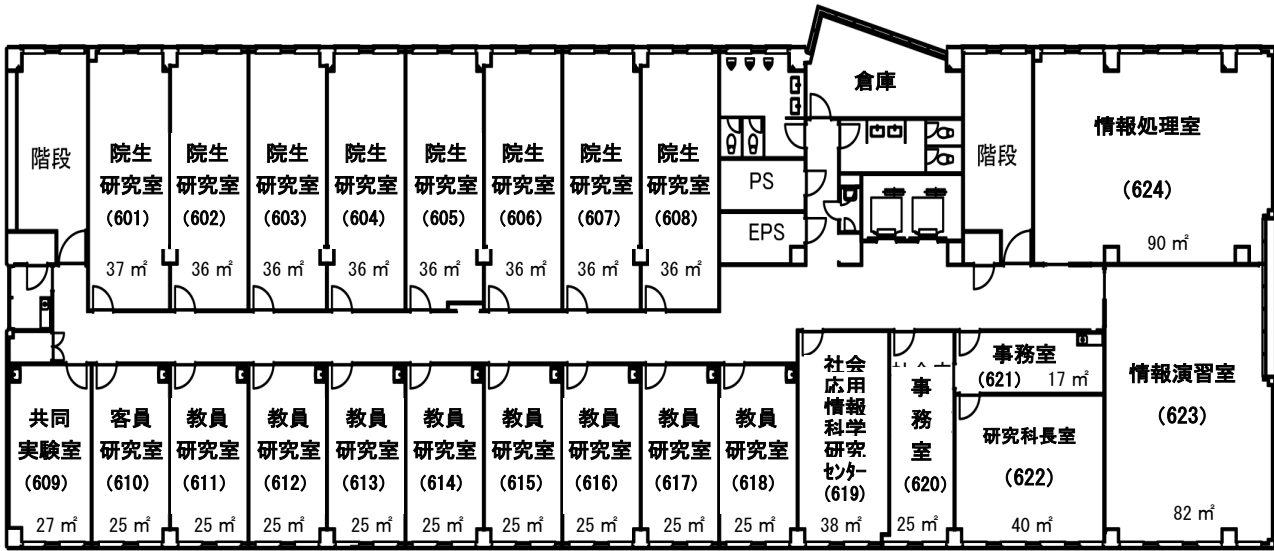 階段
院生
研究室
(601)
37 ㎡
院生
研究室
(602)
36 ㎡
院生
研究室
(603)
36 ㎡
院生
研究室
(604)
36 ㎡
院生
研究室
(605)
36 ㎡
院生
研究室
(606)
36 ㎡
院生
研究室
(607)
36 ㎡
院生
研究室
(608)
36 ㎡
PS
EPS
倉庫
階段
情報処理室
(624)
90 ㎡
共同
実験室
(609)
27 ㎡
客員
研究室
(610)
25 ㎡
教員
研究室
(611)
25 ㎡
教員
研究室
(612)
25 ㎡
教員
研究室
(613)
25 ㎡
教員
研究室
(614)
25 ㎡
教員
研究室
(615)
25 ㎡
教員
研究室
(616)
25 ㎡
教員
研究室
(617)
25 ㎡
教員
研究室
(618)
25 ㎡
社会
応用
情報
科学
研究
センター
(619)
38 ㎡
事
務
室
(620)
25 ㎡
事務室
(621) 17 ㎡
研究科長室
(622)
40 ㎡
情報演習室
(623)
82 ㎡